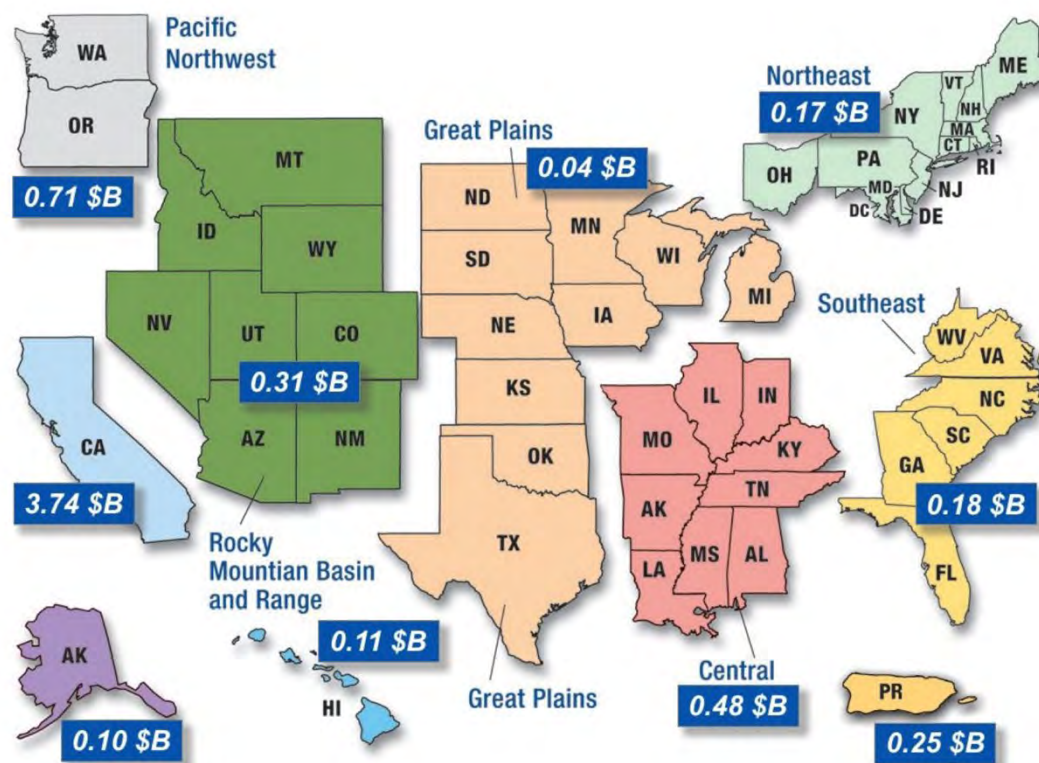 Pacific
Northwest
WA
OR
0.71 $B
MT
ID
WY
NV
UT
CO
0.31 $B
AZ
NM
Rocky
Mountian Basin
and Range
CA
3.74 $B
AK
0.10 $B
HI
0.11 $B
Great Plains
0.04 $B
ND
MN
SD
WI
MI
NE
IA
KS
OK
TX
Great Plains
IL
IN
MO
KY
TN
AK
MS
AL
LA
Central
0.48 $B
Northeast
0.17 $B
ME
VT
NH
NY
MA
CT
RI
PA
OH
NJ
MD
DC
DE
Southeast
WV
VA
NC
SC
GA
0.18 $B
FL
PR
0.25 $B